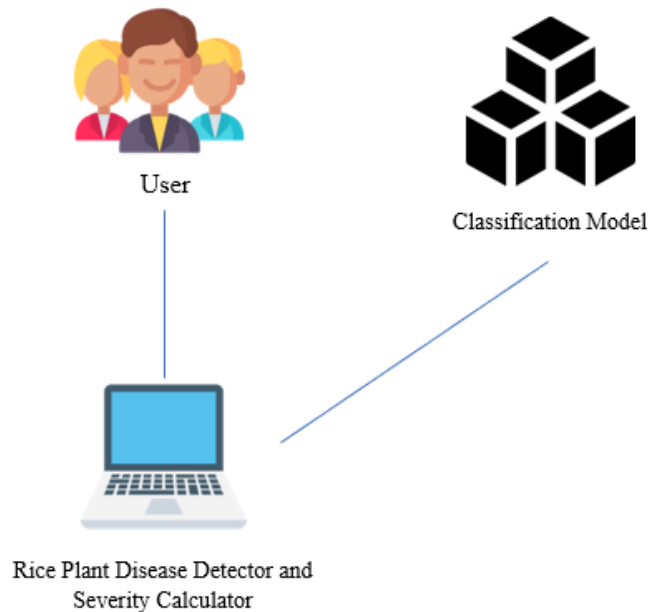 User
Classification Model
Rice Plant Disease Detector and
Severity Calculator